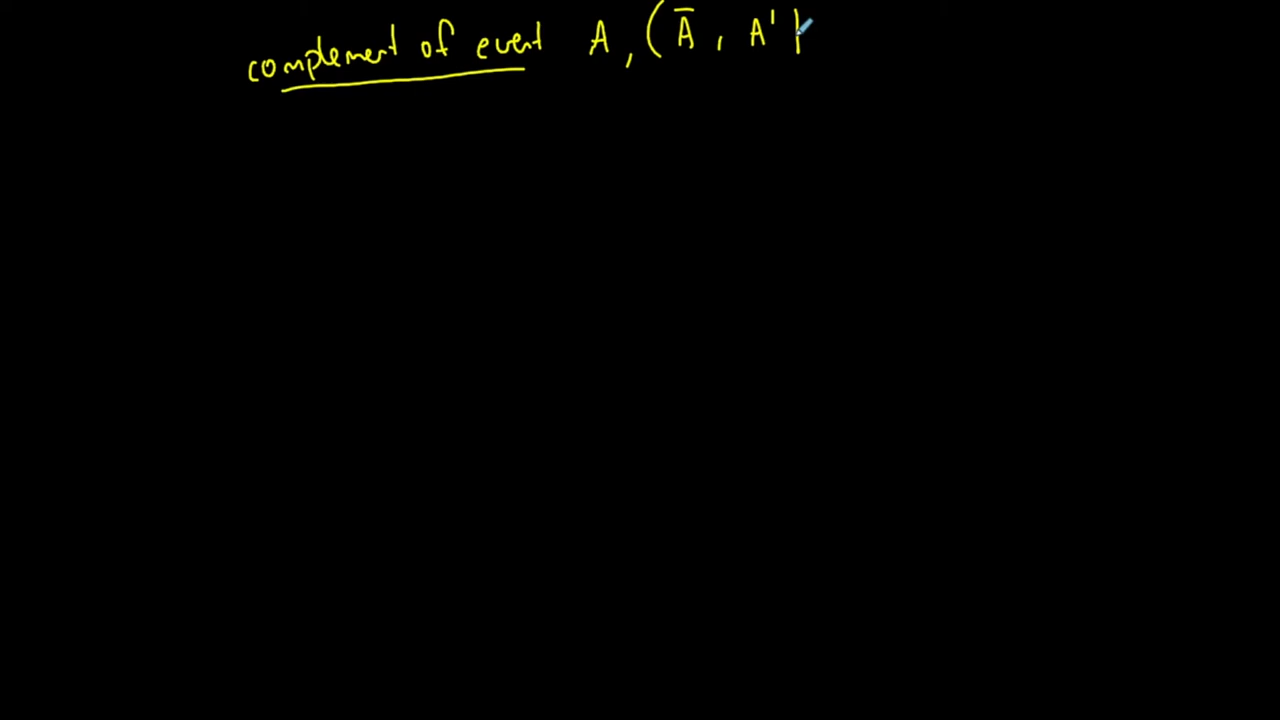 complement of event A, (Ā, A')